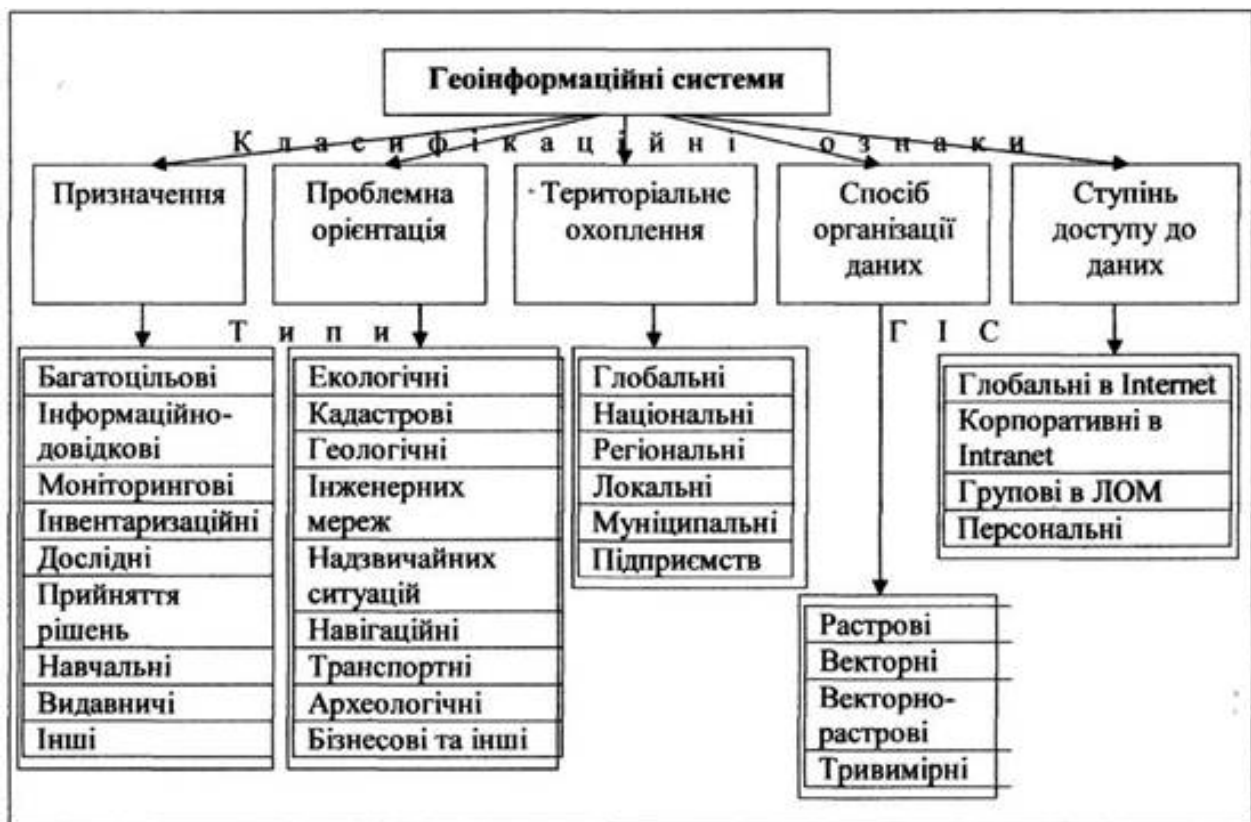 Геоінформаційні системи
Класифікаційні ознаки
Призначення
Проблемна
орієнтація
Територіальне
охоплення
Спосіб
організації
даних
Ступінь
доступу до
даних
Типи ГІС
Багатоцільові
Інформаційно-
довідкові
Моніторингові
Інвентаризаційні
Дослідні
Прийняття
рішень
Навчальні
Видавничі
Інші
Екологічні
Кадастрові
Геологічні
Інженерних
мереж
Надзвичайних
ситуацій
Навігаційні
Транспортні
Археологічні
Бізнесові та інші
Глобальні
Національні
Регіональні
Локальні
Муніципальні
Підприємств
Растрові
Векторні
Векторно-
растрові
Тривимірні
Глобальні в Internet
Корпоративні в
Intranet
Групові в ЛОМ
Персональні